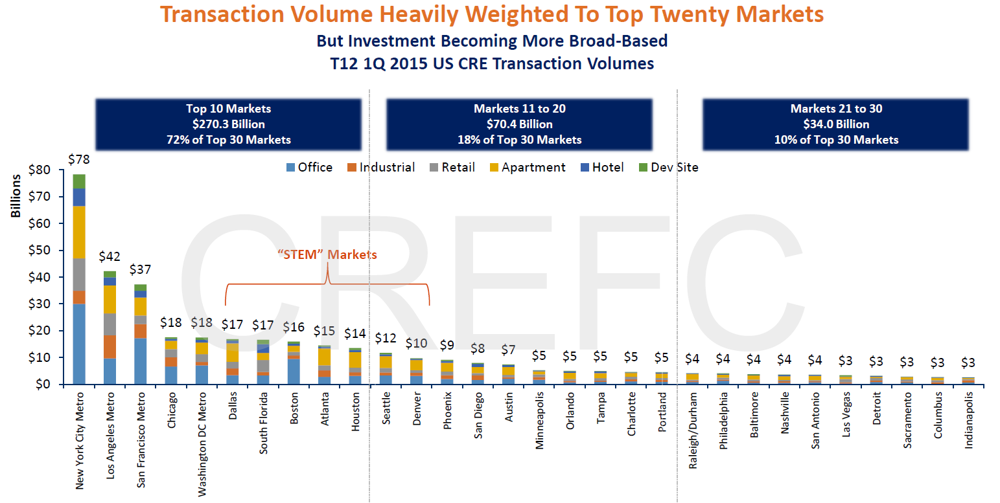 Transaction Volume Heavily Weighted To Top Twenty Markets
But Investment Becoming More Broad-Based
T12 1Q 2015 US CRE Transaction Volumes
Top 10 Markets
$270.3 Billion
72% of Top 30 Markets
Markets 11 to 20
$70.4 Billion
18% of Top 30 Markets
Markets 21 to 30
$34.0 Billion
10% of Top 30 Markets
Office Industrial Retail Apartment Hotel Dev Site
Billions
$80
$70
$60
$50
$40
$30
$20
$10
$0
"STEM" Markets
$78
$42
$37
$18
$18
$17
$17
$16
$15
$14
$12
$10
$9
$8
$7
$5
$5
$5
$5
$5
$4
$4
$4
$4
$4
$3
$3
$3
$3
$3
New York City Metro
Los Angeles Metro
San Francisco Metro
Chicago
Washington DC Metro
Dallas
South Florida
Boston
Atlanta
Houston
Seattle
Denver
Phoenix
San Diego
Austin
Minneapolis
Orlando
Tampa
Charlotte
Portland
Raleigh/Durham
Philadelphia
Baltimore
Nashville
San Antonio
Las Vegas
Detroit
Sacramento
Columbus
Indianapolis
CREFC